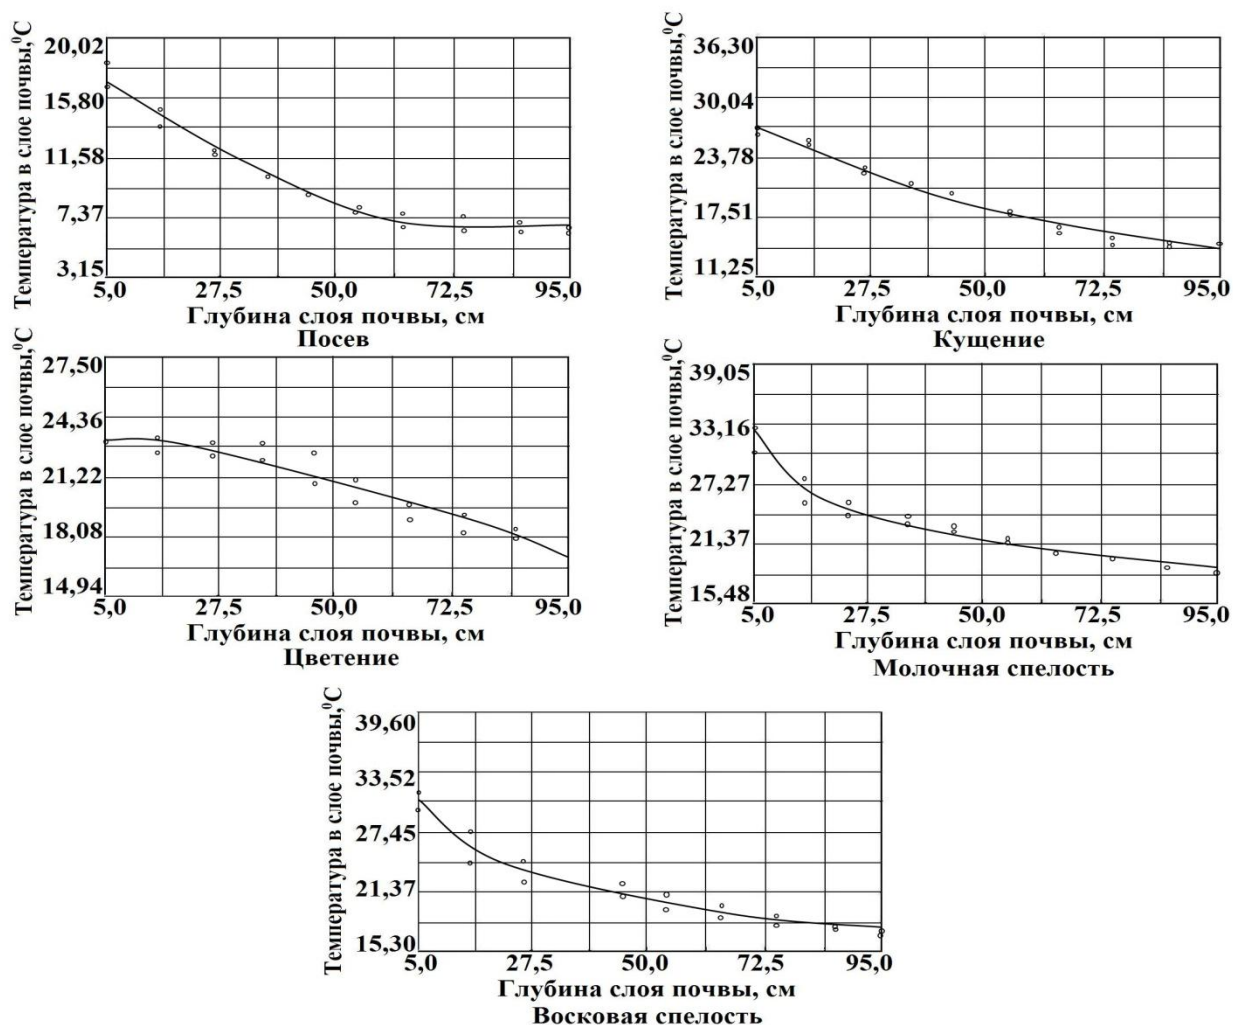 Температура в слое почвы,⁰С
20,02
15,80
11,58
7,37
3,15
5,0 27,5 50,0 72,5 95,0
Глубина слоя почвы, см
Посев
Температура в слое почвы,⁰С
36,30
30,04
23,78
17,51
11,25
5,0 27,5 50,0 72,5 95,0
Глубина слоя почвы, см
Кущение
Температура в слое почвы,⁰С
27,50
24,36
21,22
18,08
14,94
5,0 27,5 50,0 72,5 95,0
Глубина слоя почвы, см
Цветение
Температура в слое почвы,⁰С
39,05
33,16
27,27
21,37
15,48
5,0 27,5 50,0 72,5 95,0
Глубина слоя почвы, см
Молочная спелость
Температура в слое почвы,⁰С
39,60
33,52
27,45
21,37
15,30
5,0 27,5 50,0 72,5 95,0
Глубина слоя почвы, см
Восковая спелость